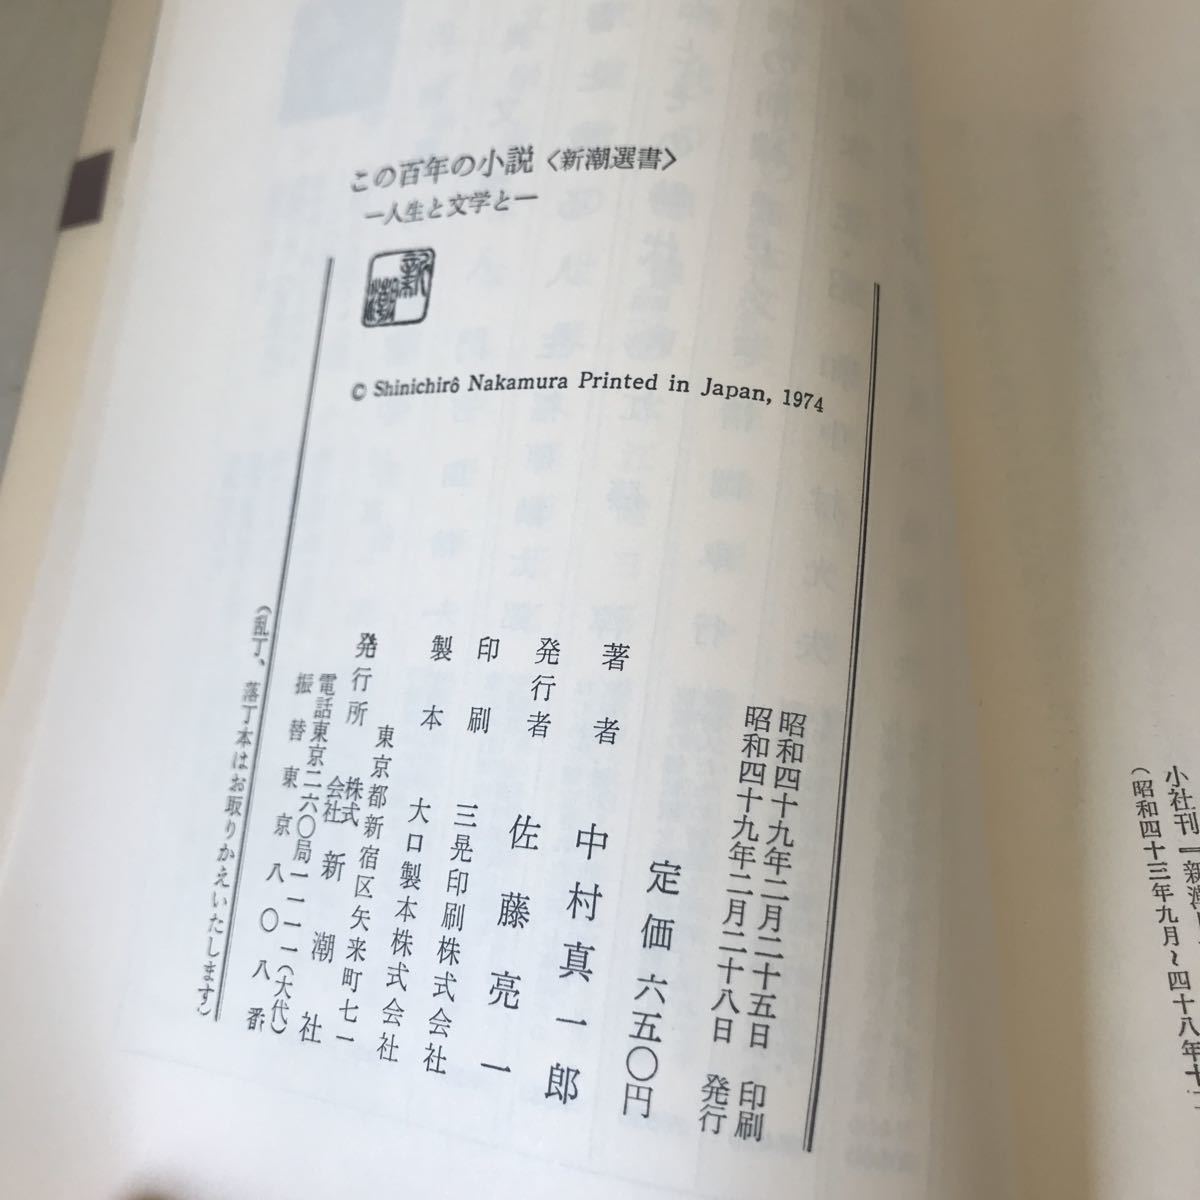 この百年の小説〈新潮選書〉
―人生と文学と―
新潮
© Shinichirô Nakamura Printed in Japan, 1974
昭和四十九年二月二十五日 印刷
昭和四十九年二月二十八日 発行
定価 六五〇円
著者 中村真一郎
発行者 佐藤亮一
印刷 三晃印刷株式会社
製本 大口製本株式会社
東京都新宿区矢来町七一
発行所 株式会社 新潮社
電話東京二六〇局一一一一(大代)
振替東京八〇八番
(乱丁、落丁本はお取りかえいたします)
小社刊『新潮
(昭和四十三年九月～四十八年十